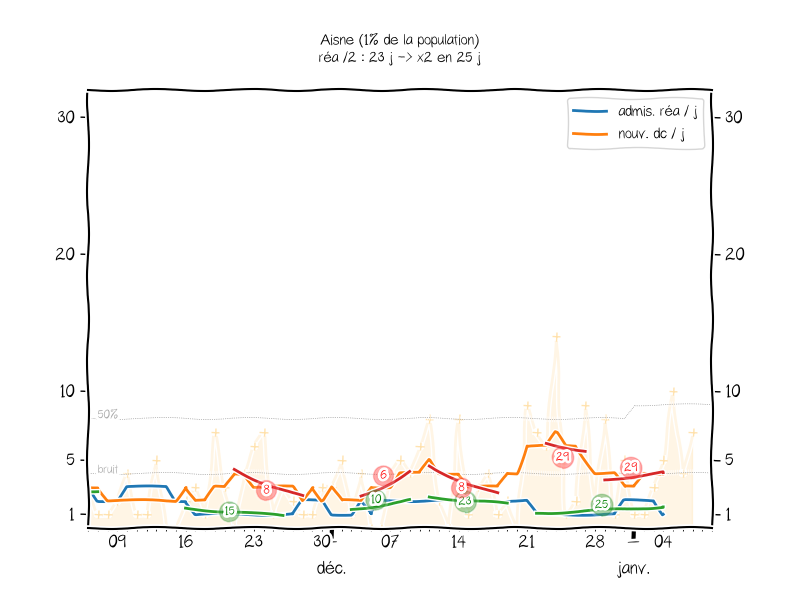 Aisne (1% de la population)
réa /2 : 23 j -> x2 en 25 j
admis. réa / j
nouv. dc / j
30
30
20
20
10
10
50%
5
5
bruit
1
1
8
15
6
10
8
23
29
29
25
09 16 23 30 07 14 21 28 04
déc. janv.